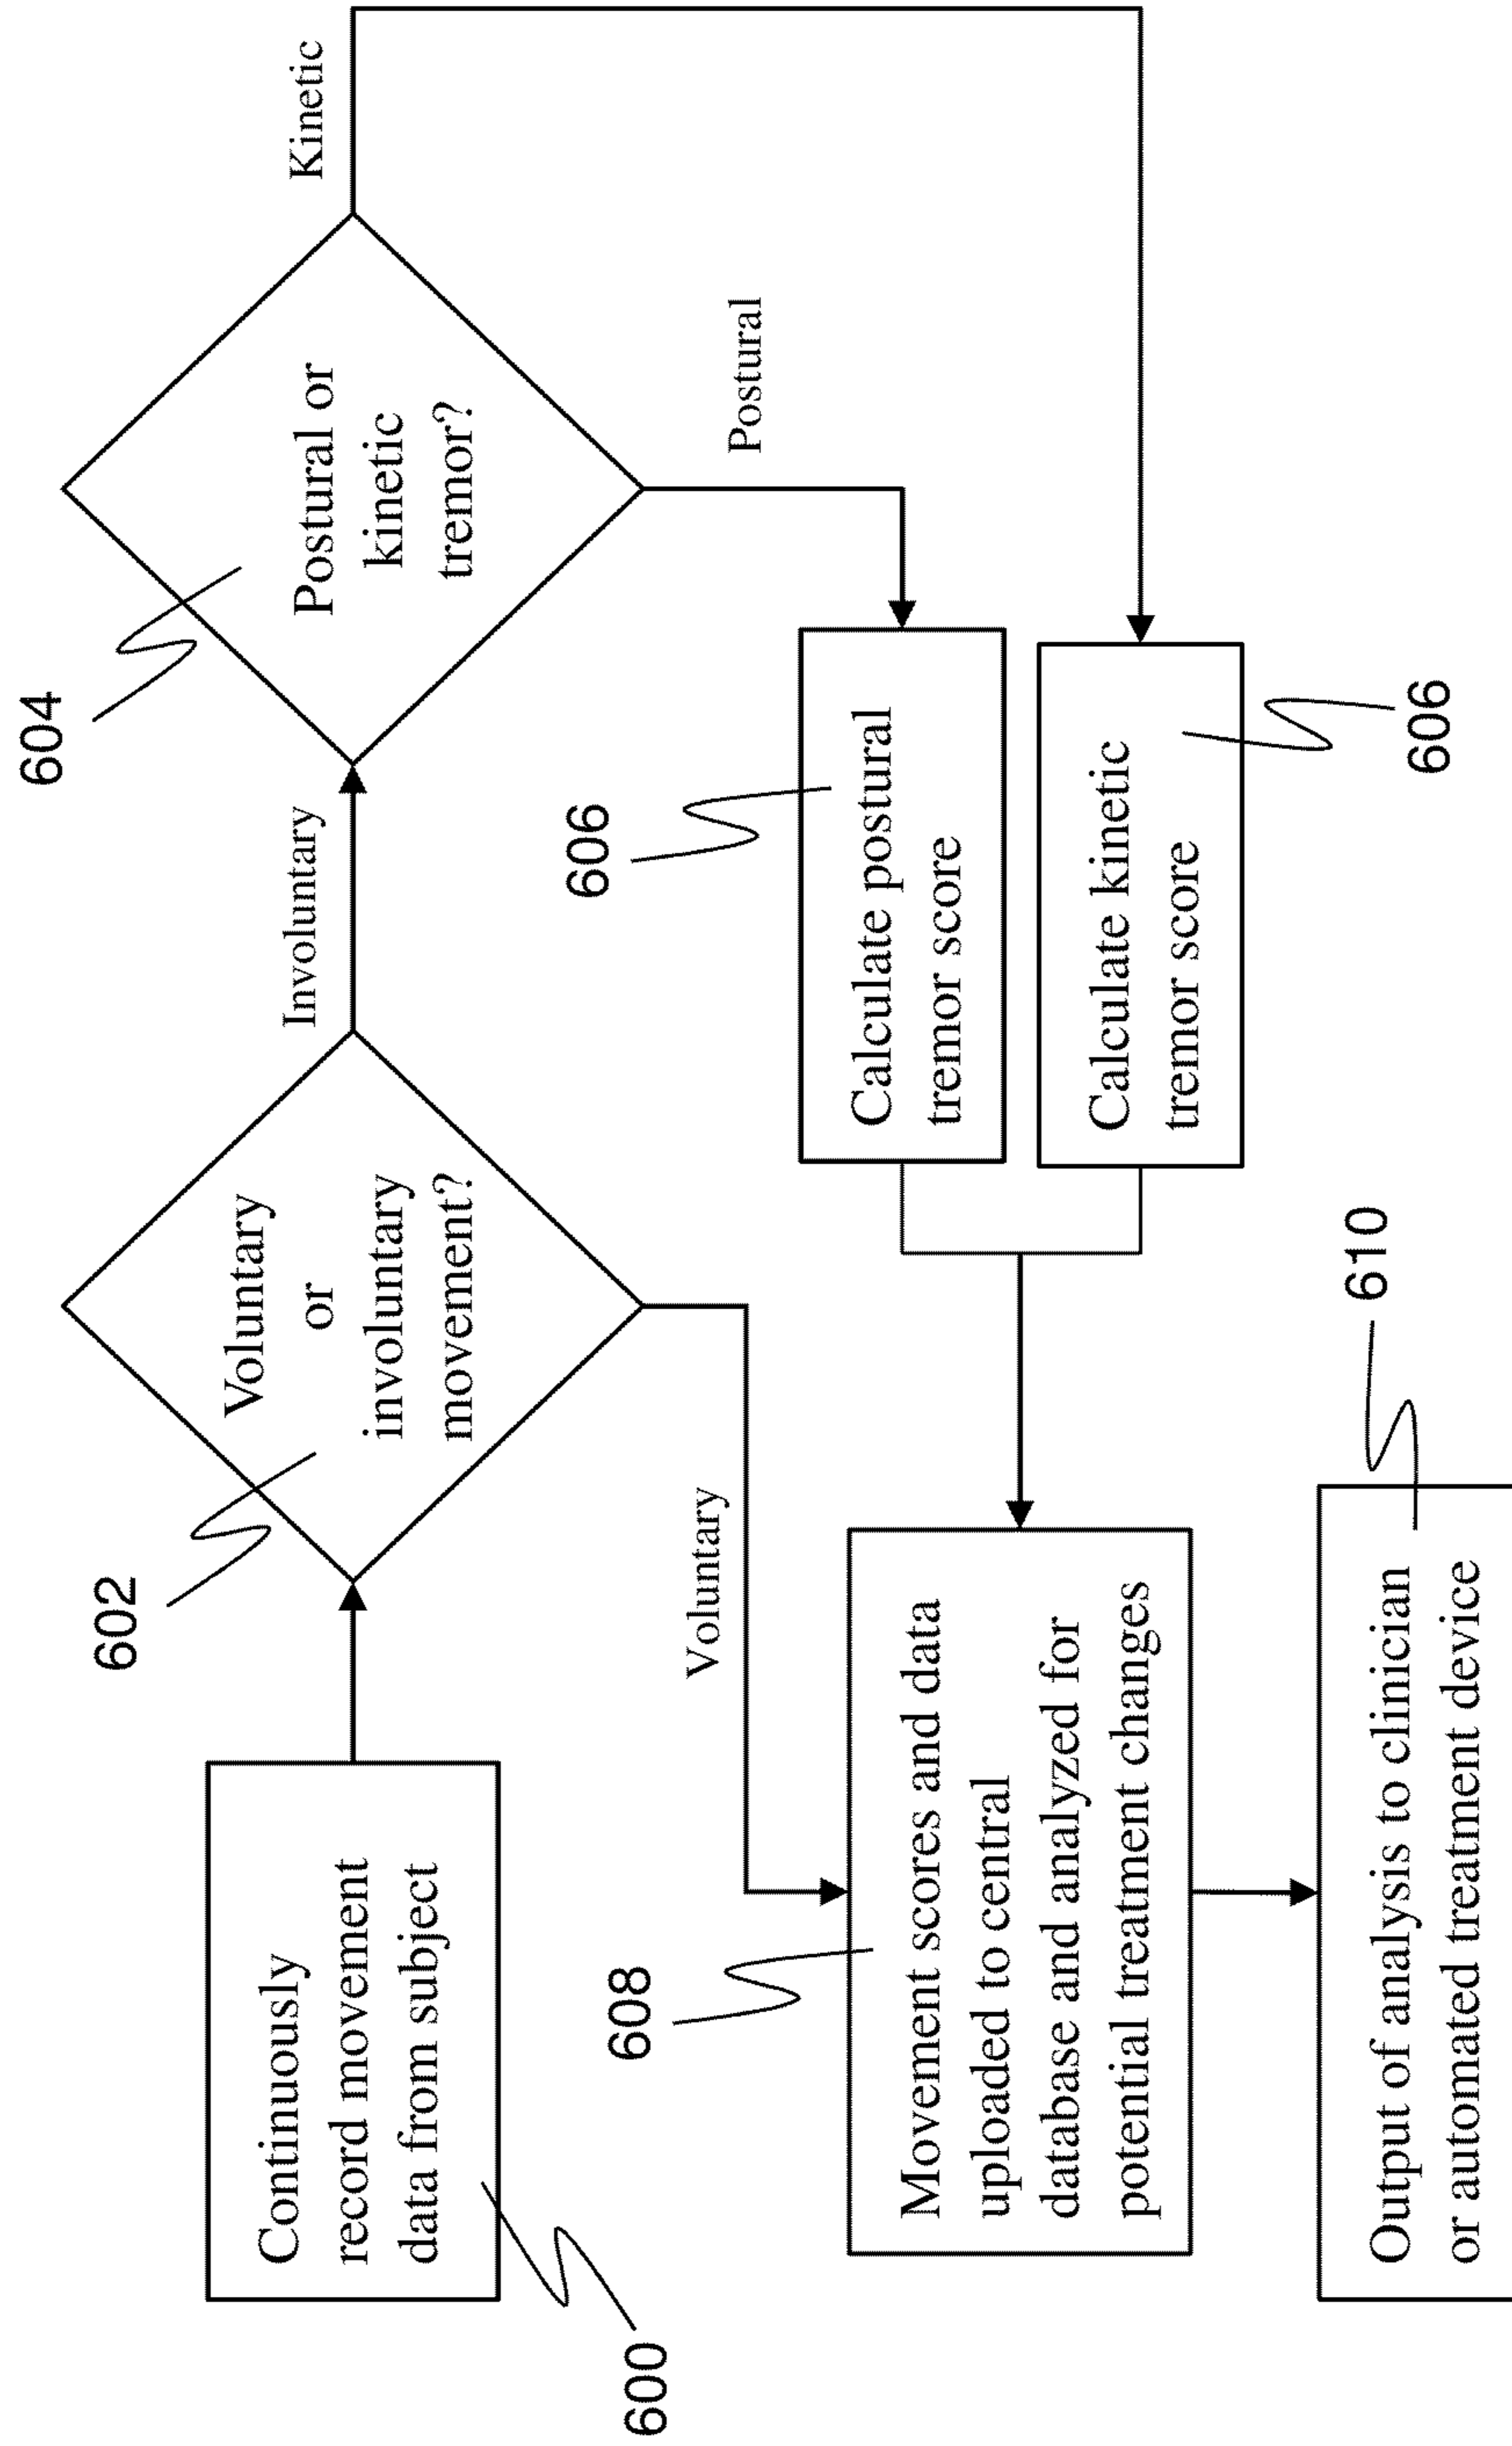 Continuously
record movement
data from subject
600
602
Voluntary
or
involuntary
movement?
Involuntary
604
Postural or
kinetic
tremor?
Kinetic
Voluntary
Postural
606
Calculate postural
tremor score
Calculate kinetic
tremor score
606
608
Movement scores and data
uploaded to central
database and analyzed for
potential treatment changes
610
Output of analysis to clinician
or automated treatment device